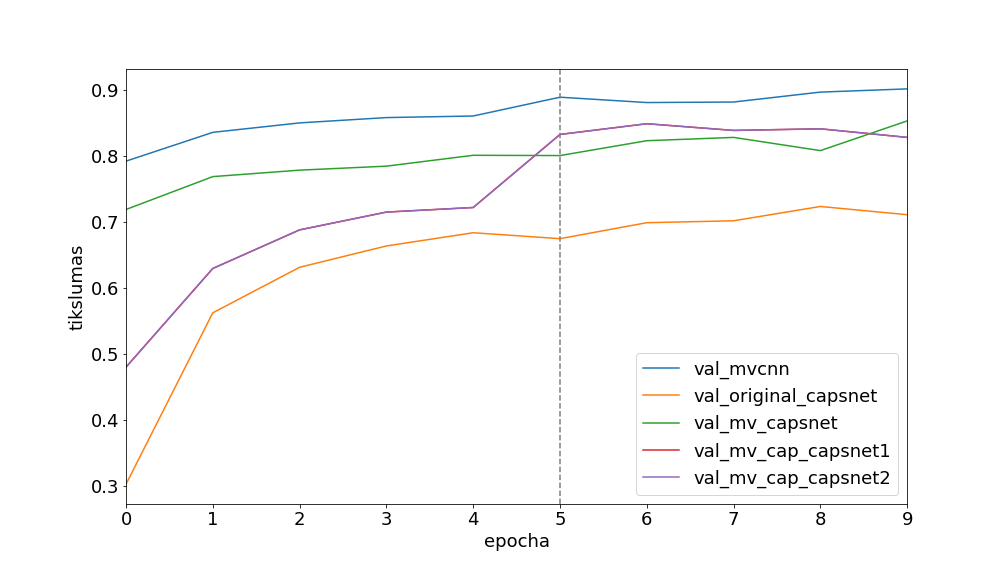 0.9
0.8
0.7
0.6
0.5
0.4
0.3
tikslumas
0 1 2 3 4 5 6 7 8 9
epocha
val_mvcnn
val_original_capsnet
val_mv_capsnet
val_mv_cap_capsnet1
val_mv_cap_capsnet2